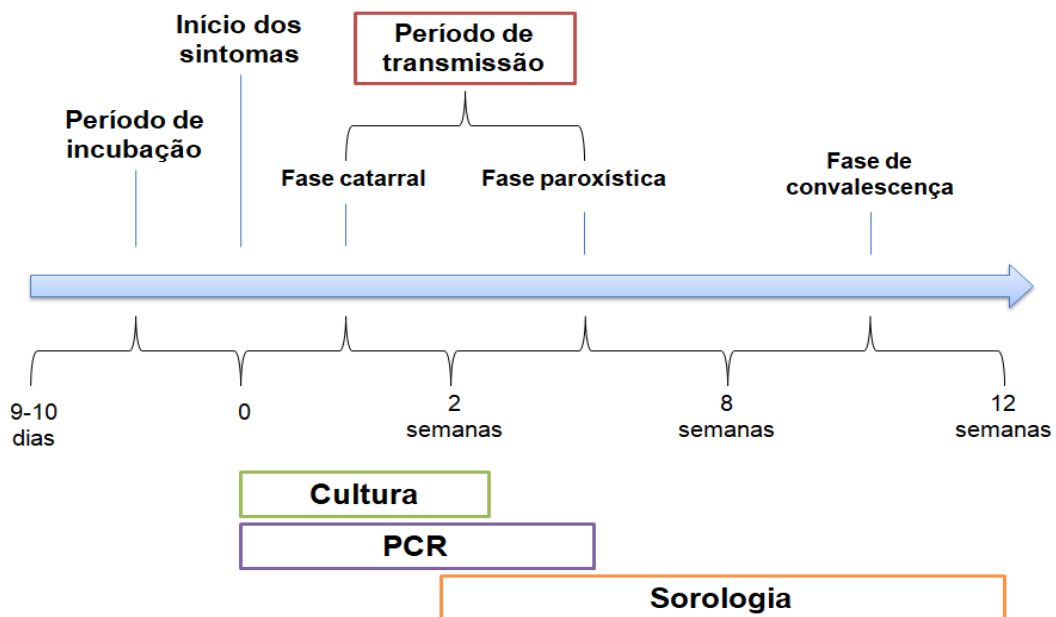 Início dos
sintomas
Período de
transmissão
Período de
incubação
Fase catarral
Fase paroxística
Fase de
convalescença
9-10
dias
0
2
semanas
8
semanas
12
semanas
Cultura
PCR
Sorologia